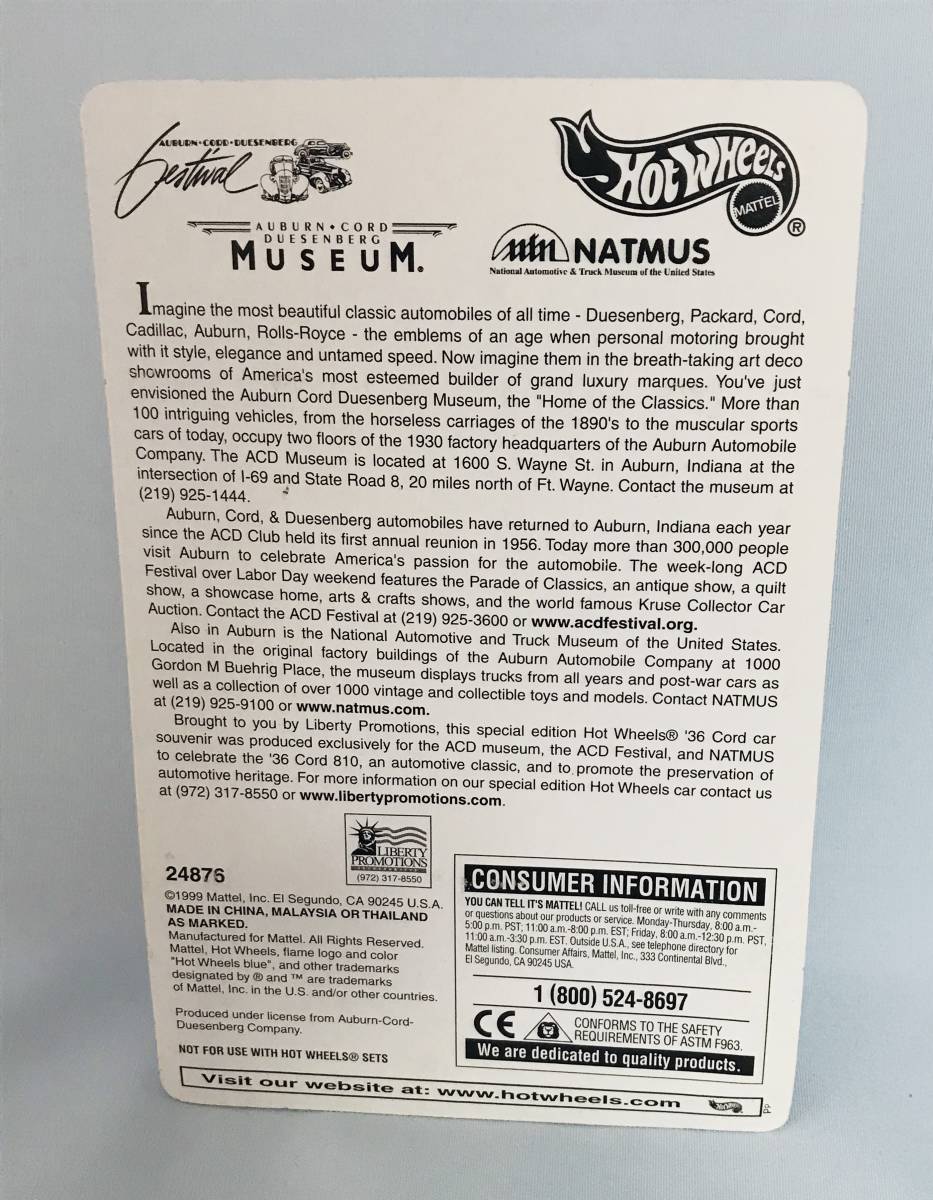 AUBURN•CORD•DUESENBERG
Festival
HOT WHEELS
MATTEL
®
AUBURN • CORD
DUESENBERG
MUSEUM.
NATMUS
National Automotive & Truck Museum of the United States
Imagine the most beautiful classic automobiles of all time - Duesenberg, Packard, Cord,
Cadillac, Auburn, Rolls-Royce - the emblems of an age when personal motoring brought
with it style, elegance and untamed speed. Now imagine them in the breath-taking art deco
showrooms of America's most esteemed builder of grand luxury marques. You've just
envisioned the Auburn Cord Duesenberg Museum, the "Home of the Classics." More than
100 intriguing vehicles, from the horseless carriages of the 1890's to the muscular sports
cars of today, occupy two floors of the 1930 factory headquarters of the Auburn Automobile
Company. The ACD Museum is located at 1600 S. Wayne St. in Auburn, Indiana at the
intersection of I-69 and State Road 8, 20 miles north of Ft. Wayne. Contact the museum at
(219) 925-1444.
Auburn, Cord, & Duesenberg automobiles have returned to Auburn, Indiana each year
since the ACD Club held its first annual reunion in 1956. Today more than 300,000 people
visit Auburn to celebrate America's passion for the automobile. The week-long ACD
Festival over Labor Day weekend features the Parade of Classics, an antique show, a quilt
show, a showcase home, arts & crafts shows, and the world famous Kruse Collector Car
Auction. Contact the ACD Festival at (219) 925-3600 or www.acdfestival.org.
Also in Auburn is the National Automotive and Truck Museum of the United States.
Located in the original factory buildings of the Auburn Automobile Company at 1000
Gordon M Buehrig Place, the museum displays trucks from all years and post-war cars as
well as a collection of over 1000 vintage and collectible toys and models. Contact NATMUS
at (219) 925-9100 or www.natmus.com.
Brought to you by Liberty Promotions, this special edition Hot Wheels® '36 Cord car
souvenir was produced exclusively for the ACD museum, the ACD Festival, and NATMUS
to celebrate the '36 Cord 810, an automotive classic, and to promote the preservation of
automotive heritage. For more information on our special edition Hot Wheels car contact us
at (972) 317-8550 or www.libertypromotions.com.
LIBERTY
PROMOTIONS
(972) 317-8550
24876
©1999 Mattel, Inc. El Segundo, CA 90245 U.S.A.
MADE IN CHINA, MALAYSIA OR THAILAND
AS MARKED.
Manufactured for Mattel. All Rights Reserved.
Mattel, Hot Wheels, flame logo and color
"Hot Wheels blue", and other trademarks
designated by ® and ™ are trademarks
of Mattel, Inc. in the U.S. and/or other countries.
Produced under license from Auburn-Cord-
Duesenberg Company.
NOT FOR USE WITH HOT WHEELS® SETS
CONSUMER INFORMATION
YOU CAN TELL IT'S MATTEL! CALL us toll-free or write with any comments
or questions about our products or service. Monday-Thursday, 8:00 a.m.-
5:00 p.m. PST; 11:00 a.m.-8:00 p.m. EST; Friday, 8:00 a.m.-12:30 p.m. PST,
11:00 a.m.-3:30 p.m. EST. Outside U.S.A., see telephone directory for
Mattel listing. Consumer Affairs, Mattel, Inc., 333 Continental Blvd.,
El Segundo, CA 90245 USA.
1 (800) 524-8697
CE
CONFORMS TO THE SAFETY
REQUIREMENTS OF ASTM F963.
We are dedicated to quality products.
Visit our website at: www.hotwheels.com
PP